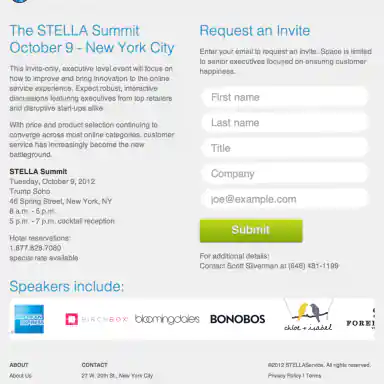 The STELLA Summit
October 9 - New York City
This invite-only, executive level event will focus on
how to improve and bring innovation to the online
service experience. Expect robust, interactive
discussions featuring executives from top retailers
and disruptive start-ups alike.
With price and product selection continuing to
converge across most online categories, customer
service has increasingly become the new
battleground.
STELLA Summit
Tuesday, October 9, 2012
Trump Soho
46 Spring Street, New York, NY
8 a.m. - 5 p.m.
5 p.m. - 7 p.m. cocktail reception
Hotel reservations:
1.877.828.7080
special rate available
Request an Invite
Enter your email to request an invite. Space is limited
to senior executives focused on ensuring customer
happiness.
First name
Last name
Title
Company
joe@example.com
Submit
For additional details:
Contact Scott Silverman at (646) 481-1199
Speakers include:
AMERICAN EXPRESS
BIRCHBOX
bloomingdales
BONOBOS
chloe + isabel
FORE
ABOUT
About Us
CONTACT
27 W. 20th St., New York City
©2012 STELLAService. All rights reserved.
Privacy Policy | Terms